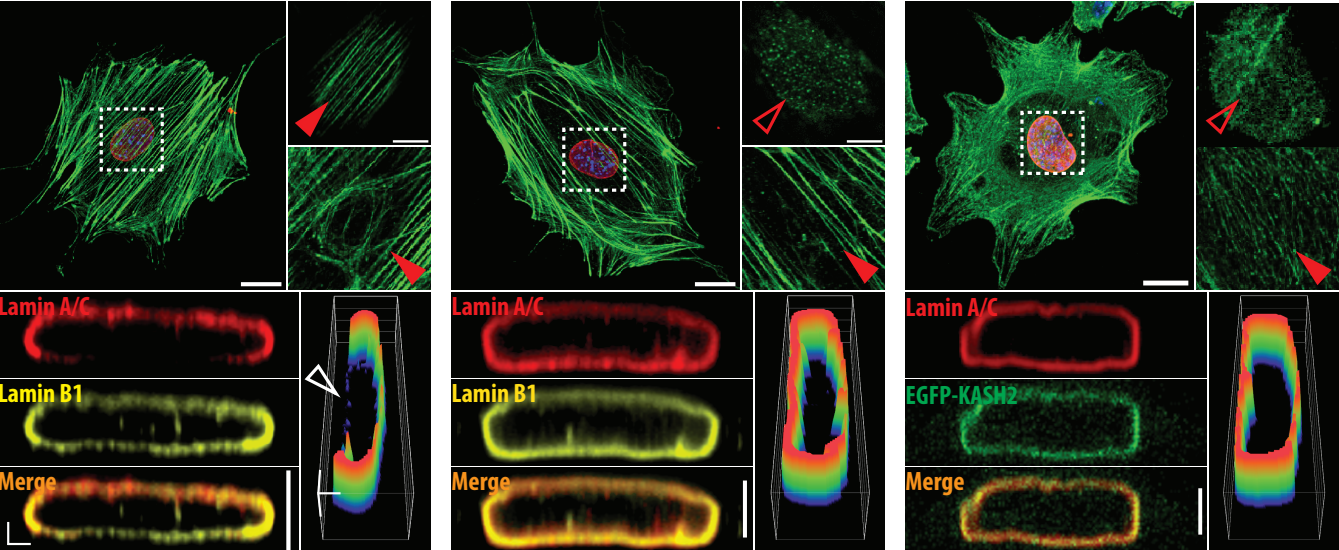 Lamin A/C
Lamin B1
Merge
Lamin A/C
Lamin B1
Merge
Lamin A/C
EGFP-KASH2
Merge